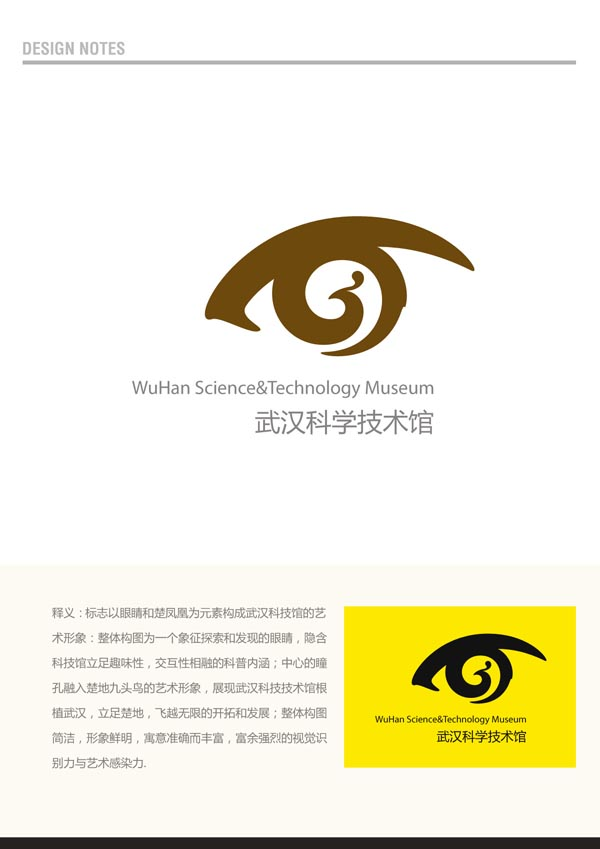 DESIGN NOTES
WuHan Science&Technology Museum
武汉科学技术馆
释义：标志以眼睛和楚凤凰为元素构成武汉科技馆的艺
术形象：整体构图为一个象征探索和发现的眼睛，隐含
科技馆立足趣味性，交互性相融的科普内涵；中心的瞳
孔融入楚地九头鸟的艺术形象，展现武汉科技技术馆根
植武汉，立足楚地，飞越无限的开拓和发展；整体构图
简洁，形象鲜明，寓意准确而丰富，富余强烈的视觉识
别力与艺术感染力.
WuHan Science&Technology Museum
武汉科学技术馆